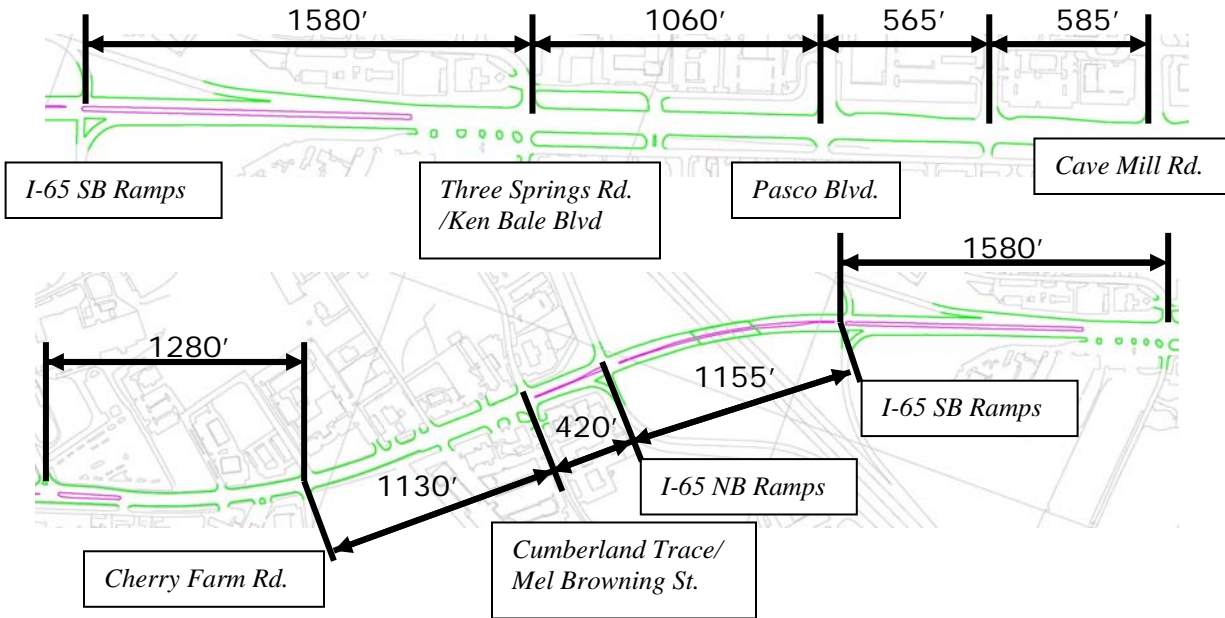 1580’
1060’
565’
585’
I-65 SB Ramps
Three Springs Rd.
/Ken Bale Blvd
Pasco Blvd.
Cave Mill Rd.
1580’
1280’
1155’
I-65 SB Ramps
420’
1130’
I-65 NB Ramps
Cumberland Trace/
Mel Browning St.
Cherry Farm Rd.